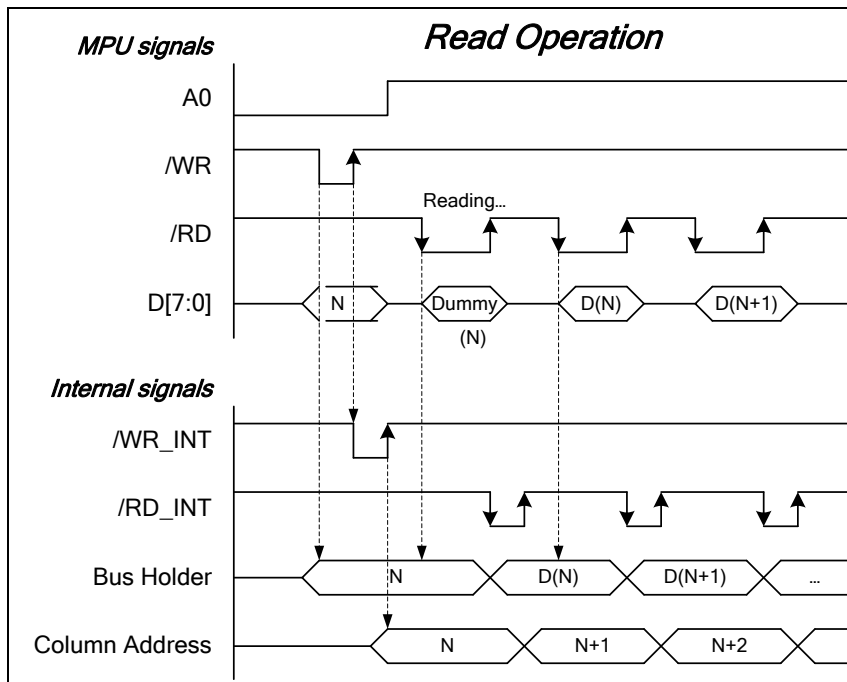 Read Operation
MPU signals
A0
/WR
Reading...
/RD
D[7:0] N Dummy D(N) D(N+1)
(N)
Internal signals
/WR_INT
/RD_INT
Bus Holder N D(N) D(N+1) ...
Column Address N N+1 N+2